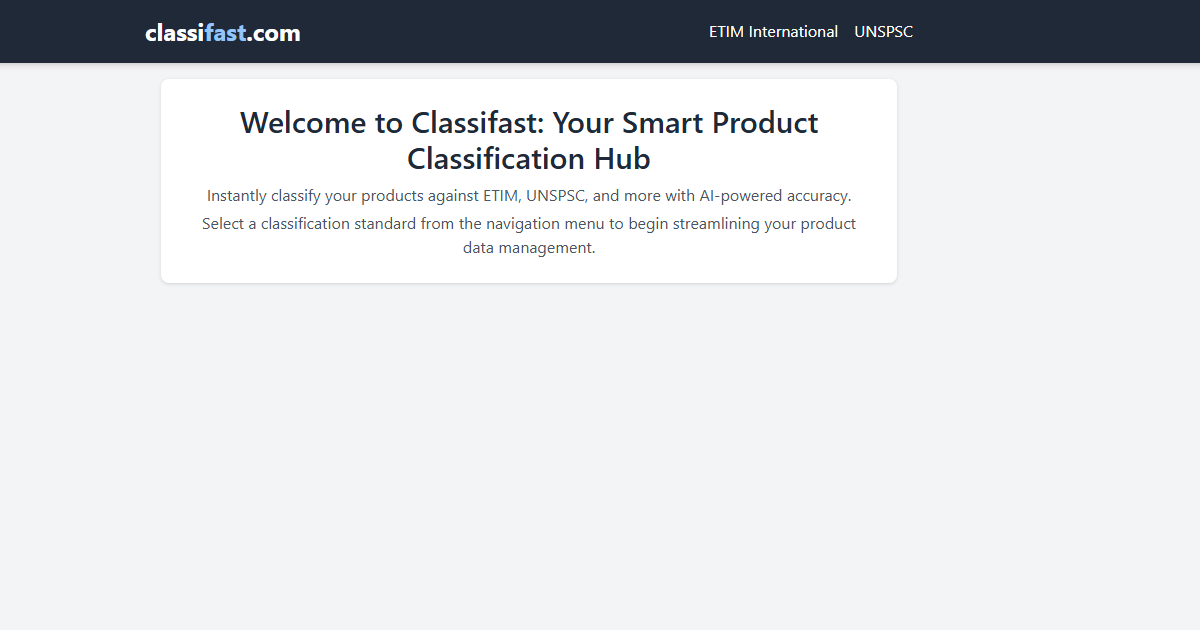 classifast.com
ETIM International
UNSPSC
Welcome to Classifast: Your Smart Product
Classification Hub
Instantly classify your products against ETIM, UNSPSC, and more with AI-powered accuracy.
Select a classification standard from the navigation menu to begin streamlining your product
data management.